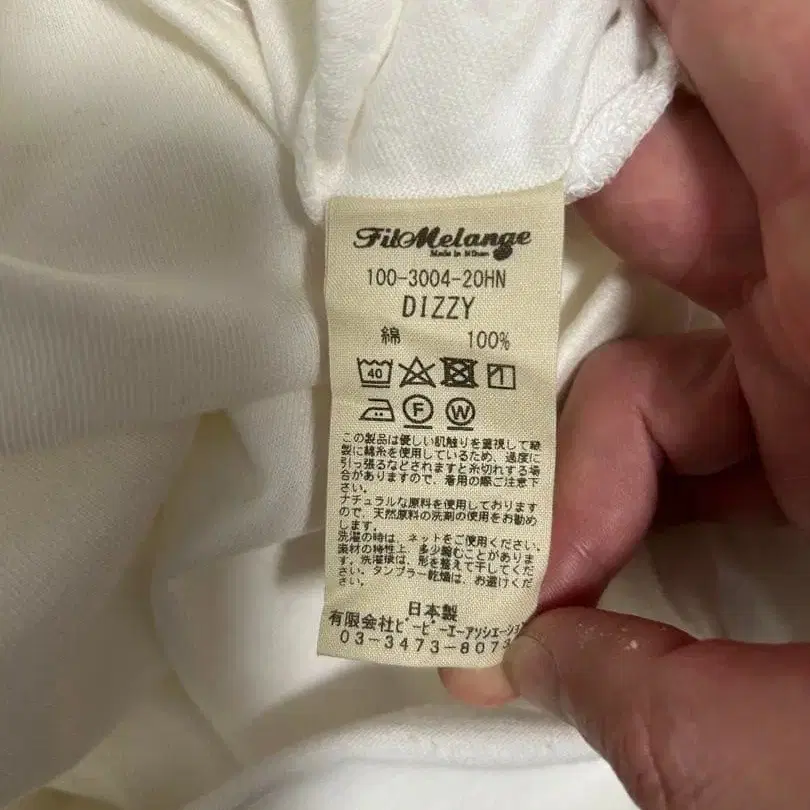 FilMelange
Made in Nihon
100-3004-20HN
DIZZY
綿 100%
40
F W
この製品は優しい肌触りを重視して縫
製に綿糸を使用しているため、過度に
引っ張るなどされますと糸切れする場
合がありますので、着用の際ご注意下
さい。
ナチュラルな原料を使用しております
ので、天然原料の洗剤の使用をお勧め
します。
洗濯の時は、ネットをご使用ください。
素材の特性上、多少縮むことがありま
す。洗濯後は、形を整えて干してくだ
さい。タンブラー乾燥は、お避けくだ
さい。
日本製
有限会社ビービーエーアソシエーション
03-3473-807